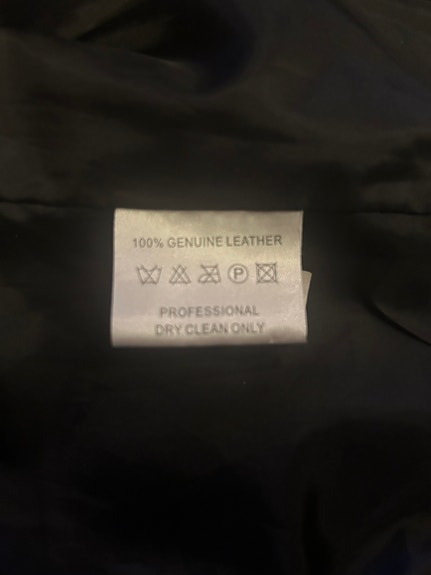 100% GENUINE LEATHER
P
PROFESSIONAL
DRY CLEAN ONLY